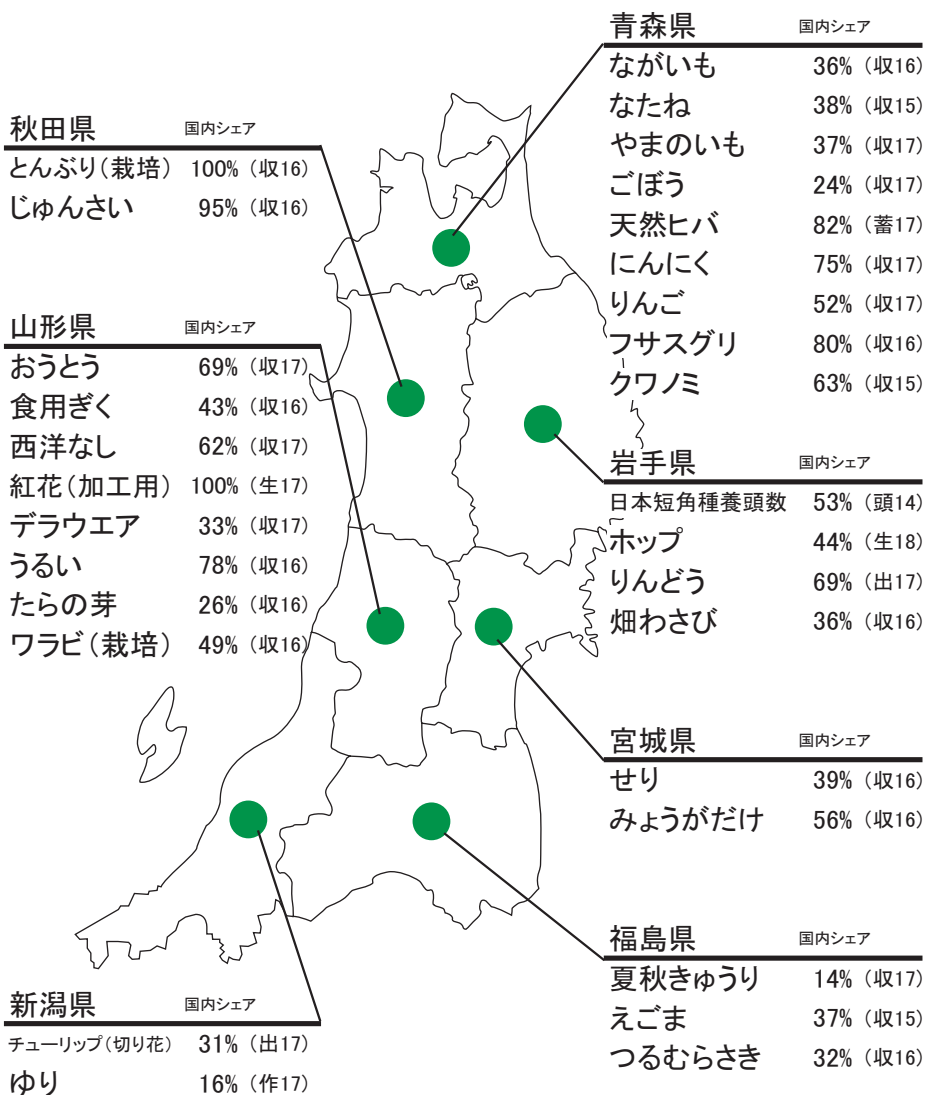 青森県 国内シェア
ながいも 36% (収16)
なたね 38% (収15)
やまのいも 37% (収17)
ごぼう 24% (収17)
天然ヒバ 82% (蓄17)
にんにく 75% (収17)
りんご 52% (収17)
フサスグリ 80% (収16)
クワノミ 63% (収15)
秋田県 国内シェア
とんぶり(栽培) 100% (収16)
じゅんさい 95% (収16)
山形県 国内シェア
おうとう 69% (収17)
食用ぎく 43% (収16)
西洋なし 62% (収17)
紅花(加工用) 100% (生17)
デラウエア 33% (収17)
うるい 78% (収16)
たらの芽 26% (収16)
ワラビ(栽培) 49% (収16)
岩手県 国内シェア
日本短角種養頭数 53% (頭14)
ホップ 44% (生18)
りんどう 69% (出17)
畑わさび 36% (収16)
宮城県 国内シェア
せり 39% (収16)
みょうがだけ 56% (収16)
福島県 国内シェア
夏秋きゅうり 14% (収17)
えごま 37% (収15)
つるむらさき 32% (収16)
新潟県 国内シェア
チューリップ(切り花) 31% (出17)
ゆり 16% (作17)